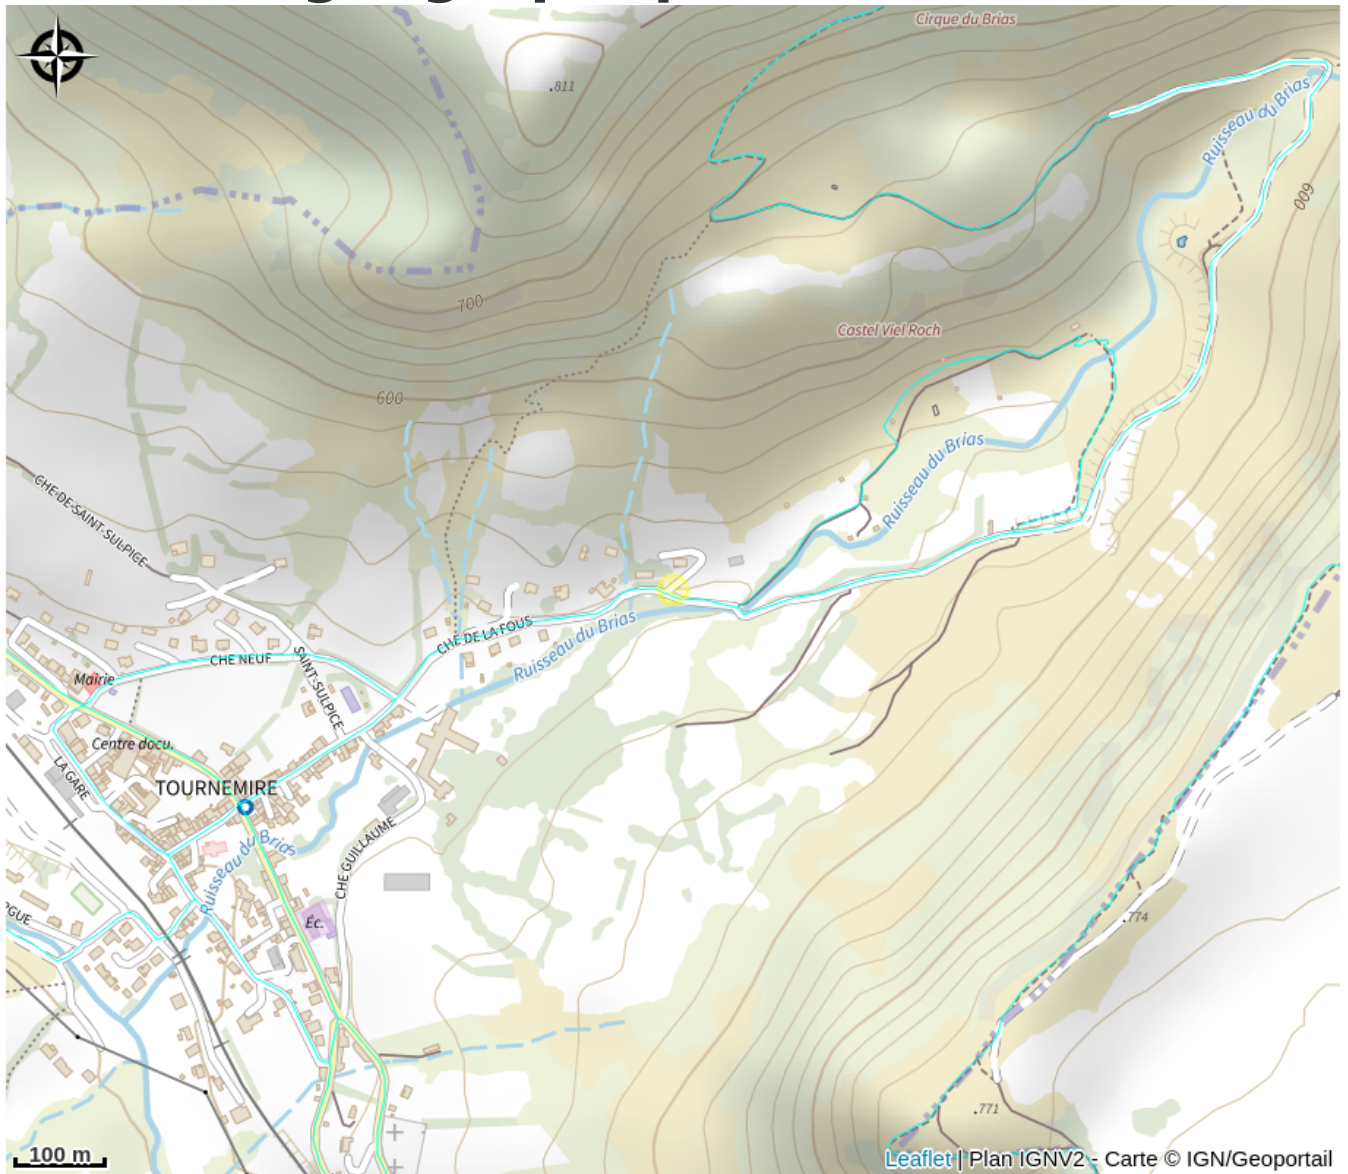 Cirque du Brias
811
Ruisseau du Brias
600
700
Castel Viel Roch
600
Ruisseau du Brias
CHE DE SAINT-SULPICE
CHE DE LA FOUS
Ruisseau du Brias
CHE NEUF
SAINT-SULPICE
Mairie
Centre docu.
LA GARE
TOURNEMIRE
Ruisseau du Brias
CHE GUILLAUME
RGUE
Éc.
774
771
100 m
Leaflet | Plan IGNV2 - Carte © IGN/Geoportail